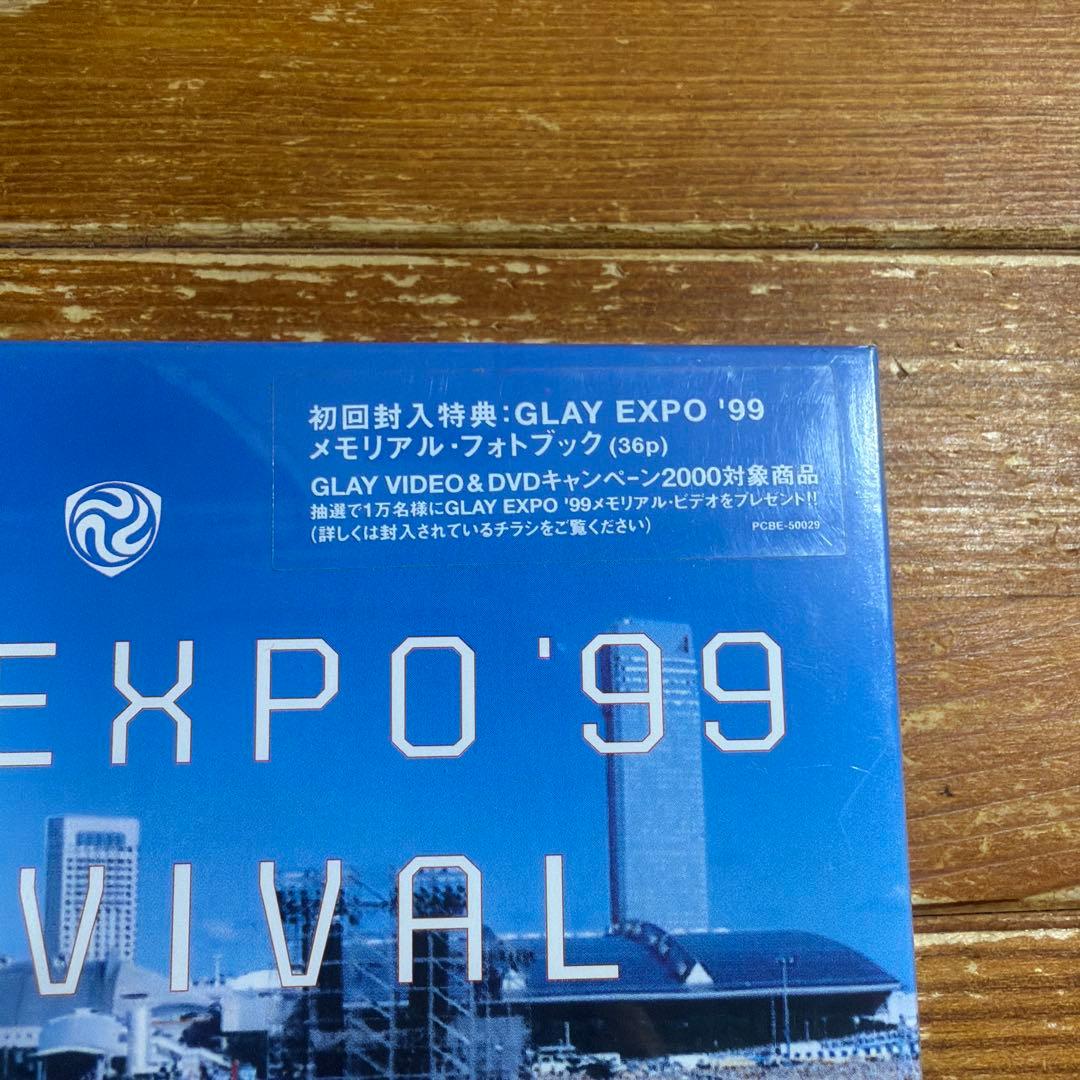 初回封入特典:GLAY EXPO '99
メモリアル・フォトブック(36p)
GLAY VIDEO&DVDキャンペーン2000対象商品
抽選で1万名様にGLAY EXPO '99メモリアル・ビデオをプレゼント!!
(詳しくは封入されているチラシをご覧ください)
PCBE-50029
EXPO '99
VIVAL